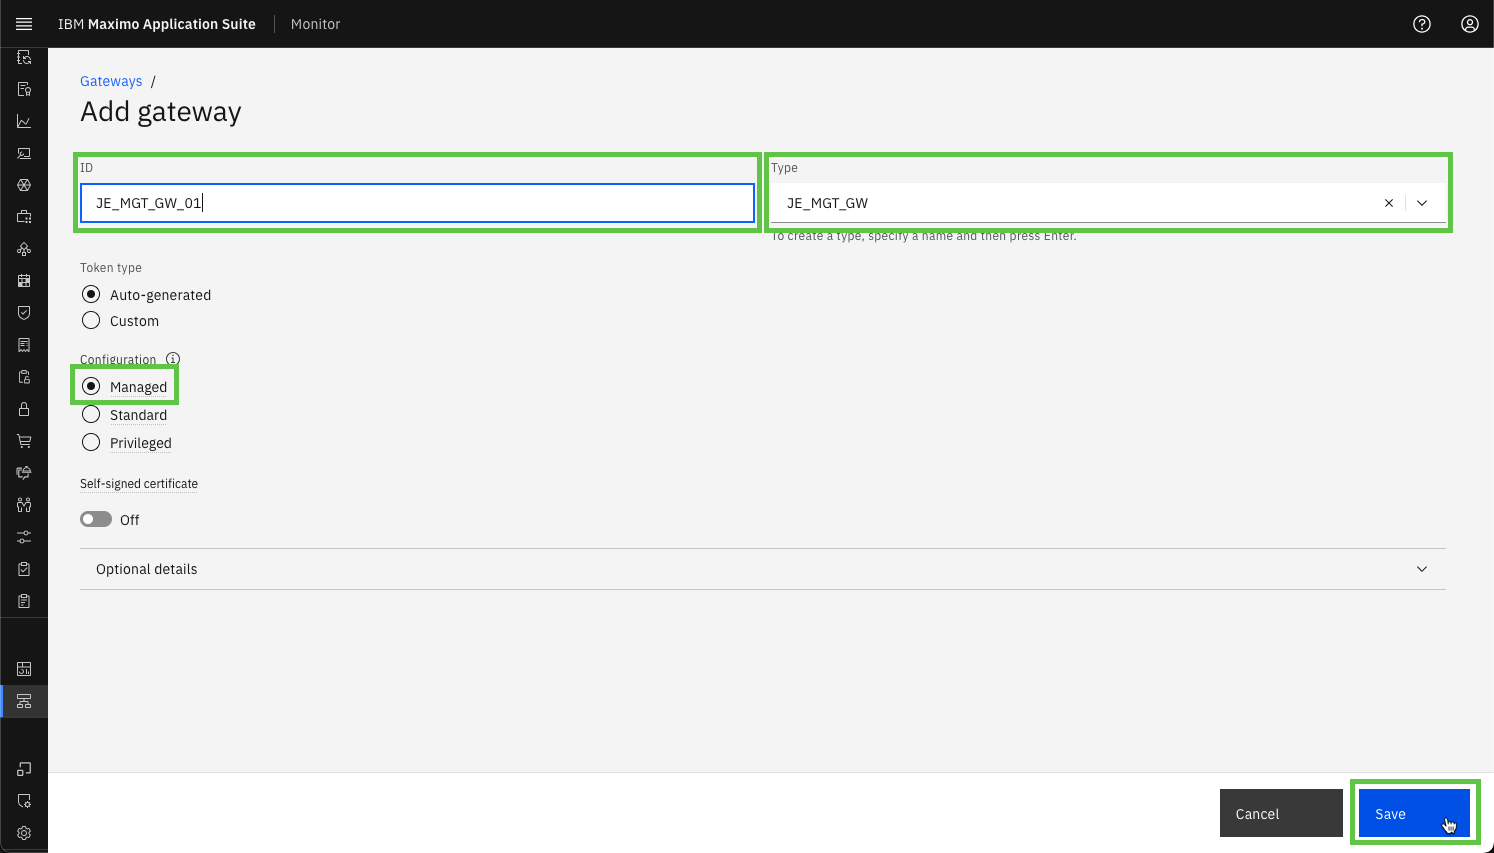 IBM Maximo Application Suite Monitor
Gateways /
Add gateway
ID
JE_MGT_GW_01
Type
JE_MGT_GW
To create a type, specify a name and then press Enter.
Token type
Auto-generated
Custom
Configuration
Managed
Standard
Privileged
Self-signed certificate
Off
Optional details
Cancel
Save